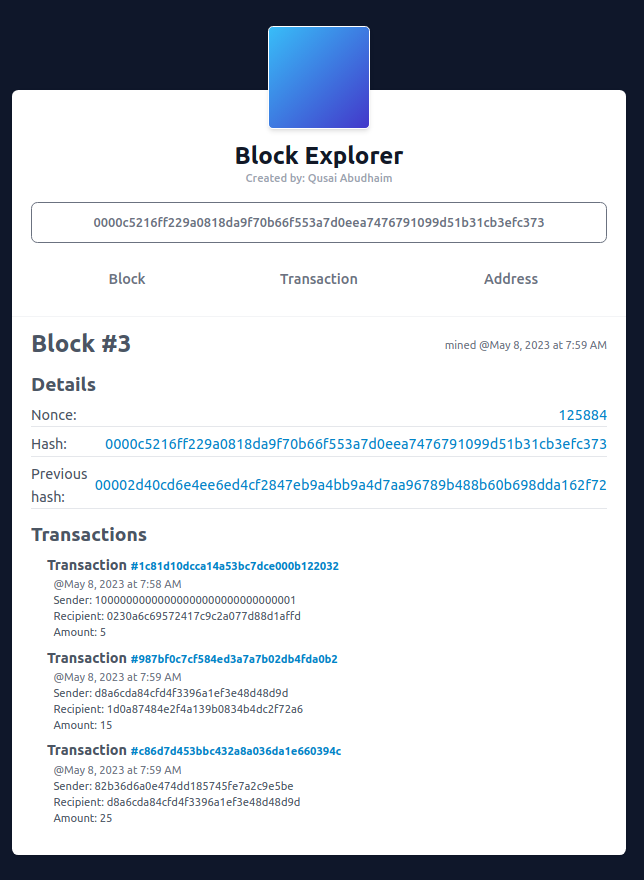 Block Explorer
Created by: Qusai Abudhaim
0000c5216ff229a0818da9f70b66f553a7d0eea7476791099d51b31cb3efc373
Block Transaction Address
Block #3 mined @May 8, 2023 at 7:59 AM
Details
Nonce: 125884
Hash: 0000c5216ff229a0818da9f70b66f553a7d0eea7476791099d51b31cb3efc373
Previous hash: 00002d40cd6e4ee6ed4cf2847eb9a4bb9a4d7aa96789b488b60b698dda162f72
Transactions
Transaction #1c81d10dcca14a53bc7dce000b122032
@May 8, 2023 at 7:58 AM
Sender: 10000000000000000000000000000001
Recipient: 0230a6c69572417c9c2a077d88d1affd
Amount: 5
Transaction #987bf0c7cf584ed3a7a7b02db4fda0b2
@May 8, 2023 at 7:59 AM
Sender: d8a6cda84cfd4f3396a1ef3e48d48d9d
Recipient: 1d0a87484e2f4a139b0834b4dc2f72a6
Amount: 15
Transaction #c86d7d453bbc432a8a036da1e660394c
@May 8, 2023 at 7:59 AM
Sender: 82b36d6a0e474dd185745fe7a2c9e5be
Recipient: d8a6cda84cfd4f3396a1ef3e48d48d9d
Amount: 25